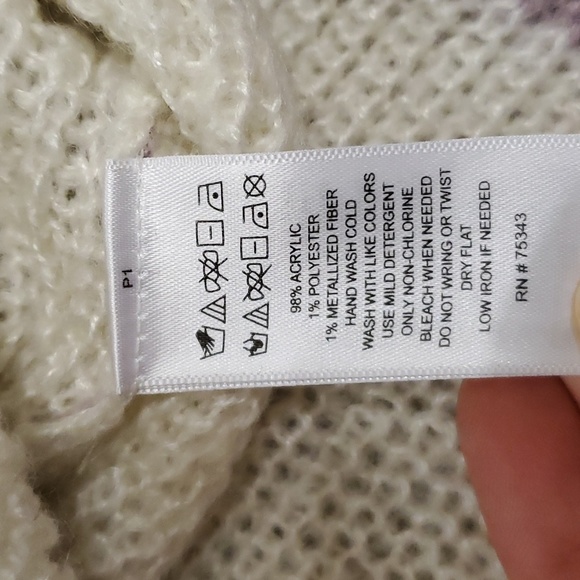 P1
98% ACRYLIC
1% POLYESTER
1% METALLIZED FIBER
HAND WASH COLD
WASH WITH LIKE COLORS
USE MILD DETERGENT
ONLY NON-CHLORINE
BLEACH WHEN NEEDED
DO NOT WRING OR TWIST
DRY FLAT
LOW IRON IF NEEDED
RN # 75343